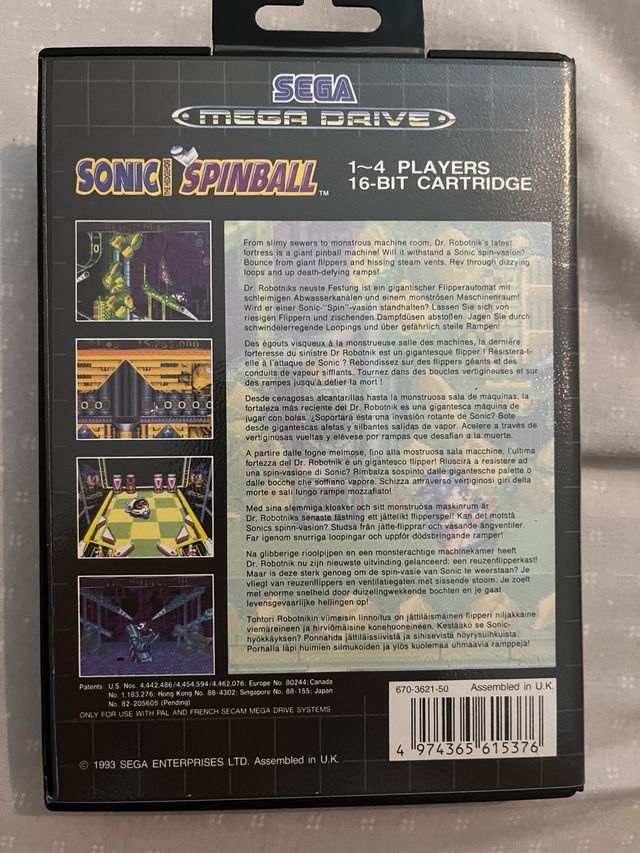 SEGA
MEGA DRIVE
SONIC THE HEDGEHOG SPINBALL ™
1~4 PLAYERS
16-BIT CARTRIDGE
From slimy sewers to monstrous machine room, Dr. Robotnik's latest
fortress is a giant pinball machine! Will it withstand a Sonic spin-vasion?
Bounce from giant flippers and hissing steam vents. Rev through dizzying
loops and up death-defying ramps!
Dr. Robotniks neuste Festung ist ein gigantischer Flipperautomat mit
schleimigen Abwasserkanälen und einem monströsen Maschinenraum!
Wird er einer Sonic-"Spin"-vasion standhalten? Lassen Sie sich von
riesigen Flippern und zischenden Dampfdüsen abstoßen. Jagen Sie durch
schwindelerregende Loopings und über gefährlich steile Rampen!
Des égouts visqueux à la monstrueuse salle des machines, la dernière
forteresse du sinistre Dr Robotnik est un gigantesque flipper ! Résistera-t-
elle à l'attaque de Sonic ? Rebondissez sur des flippers géants et des
conduits de vapeur sifflants. Tournez dans des boucles vertigineuses et sur
des rampes jusqu'à défier la mort !
Desde cenagosas alcantarillas hasta la monstruosa sala de máquinas, la
fortaleza más reciente del Dr. Robotnik es una gigantesca máquina de
jugar con bolas. ¿Soportará ésta una invasión rotante de Sonic? Bote
desde gigantescas aletas y silbantes salidas de vapor. Acelere a través de
vertiginosas vueltas y elévese por rampas que desafian a la muerte.
A partire dalle fogne melmose, fino alla mostruosa sala macchine, l'ultima
fortezza del Dr. Robotnik è un gigantesco flipper! Riuscirà a resistere ad
una spin-vasione di Sonic? Rimbalza sospinto dalle gigantesche palette o
dalle bocche che soffiano vapore. Schizza attraverso vertiginosi giri della
morte e sali lungo rampe mozzafiato!
Med sina slemmiga kloaker och sitt monstruösa maskinrum är
Dr. Robotniks senaste fästning ett jättelikt flipperspel! Kan det motstå
Sonics spinn-vasion? Studsa från jätte-flipprar och väsande ångventiler.
Far igenom snurriga loopingar och uppför dödsbringande ramper!
Na glibberige rioolpijpen en een monsterachtige machinekamer heeft
Dr. Robotnik nu zijn nieuwste uitvinding gelanceerd: een reuzenflipperkast!
Maar is deze sterk genoeg om de spin-vasie van Sonic te weerstaan? Je
vliegt van reuzenflippers en ventilatiegaten met sissende stoom. Je zoeft
met enorme snelheid door duizelingwekkende bochten en je gaat
levensgevaarlijke hellingen op!
Tohtori Robotnikin viimeisin linnoitus on jättiläismäinen flipperi niljakkaine
viemäreineen ja hirviömäisine konehuoneineen. Kestääkö se Sonic-
hyökkäyksen? Ponnahda jättiläissiivistä ja sihisevistä höyrysuihkuista.
Porhalla läpi huimien silmukoiden ja ylös kuolemaa uhmaavia ramppeja!
Patents: U.S. Nos. 4,442,486/4,454,594/4,462,076: Europe No. 80244: Canada
No. 1,183,276: Hong Kong No. 88-4302: Singapore No. 88-155: Japan
No. 82-205605 (Pending)
ONLY FOR USE WITH PAL AND FRENCH SECAM MEGA DRIVE SYSTEMS
670-3621-50 Assembled in U.K.
4 974365 615376
© 1993 SEGA ENTERPRISES LTD. Assembled in U.K.